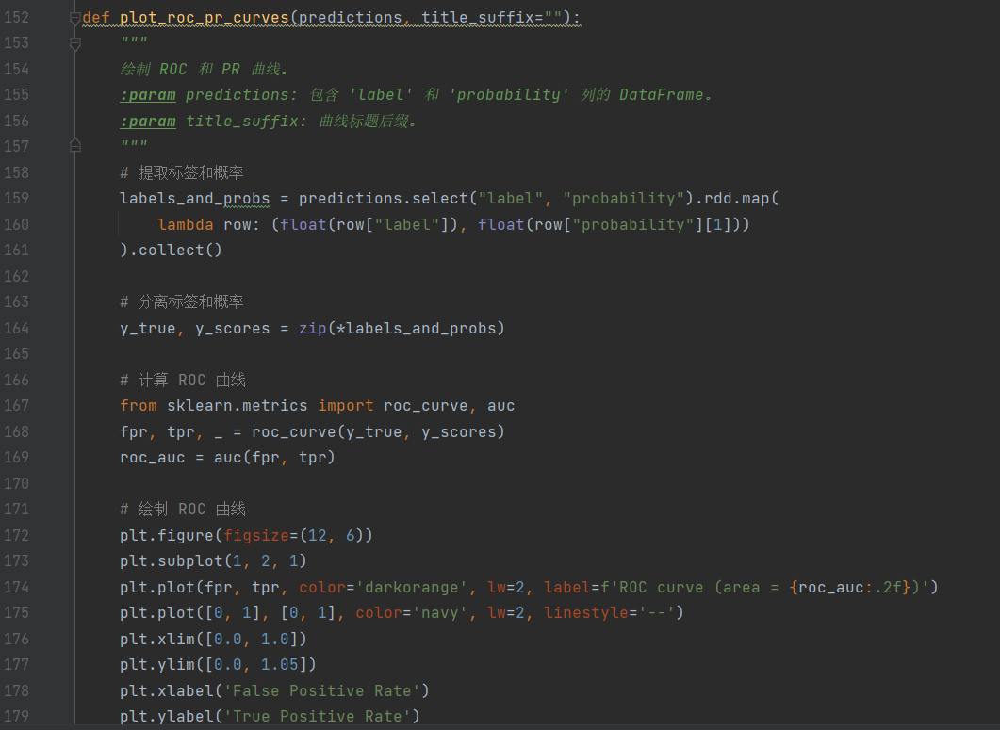 152 def plot_roc_pr_curves(predictions, title_suffix=""):
153     """
154     绘制 ROC 和 PR 曲线。
155     :param predictions: 包含 'label' 和 'probability' 列的 DataFrame。
156     :param title_suffix: 曲线标题后缀。
157     """
158     # 提取标签和概率
159     labels_and_probs = predictions.select("label", "probability").rdd.map(
160         lambda row: (float(row["label"]), float(row["probability"][1]))
161     ).collect()
162
163     # 分离标签和概率
164     y_true, y_scores = zip(*labels_and_probs)
165
166     # 计算 ROC 曲线
167     from sklearn.metrics import roc_curve, auc
168     fpr, tpr, _ = roc_curve(y_true, y_scores)
169     roc_auc = auc(fpr, tpr)
170
171     # 绘制 ROC 曲线
172     plt.figure(figsize=(12, 6))
173     plt.subplot(1, 2, 1)
174     plt.plot(fpr, tpr, color='darkorange', lw=2, label=f'ROC curve (area = {roc_auc:.2f})')
175     plt.plot([0, 1], [0, 1], color='navy', lw=2, linestyle='--')
176     plt.xlim([0.0, 1.0])
177     plt.ylim([0.0, 1.05])
178     plt.xlabel('False Positive Rate')
179     plt.ylabel('True Positive Rate')